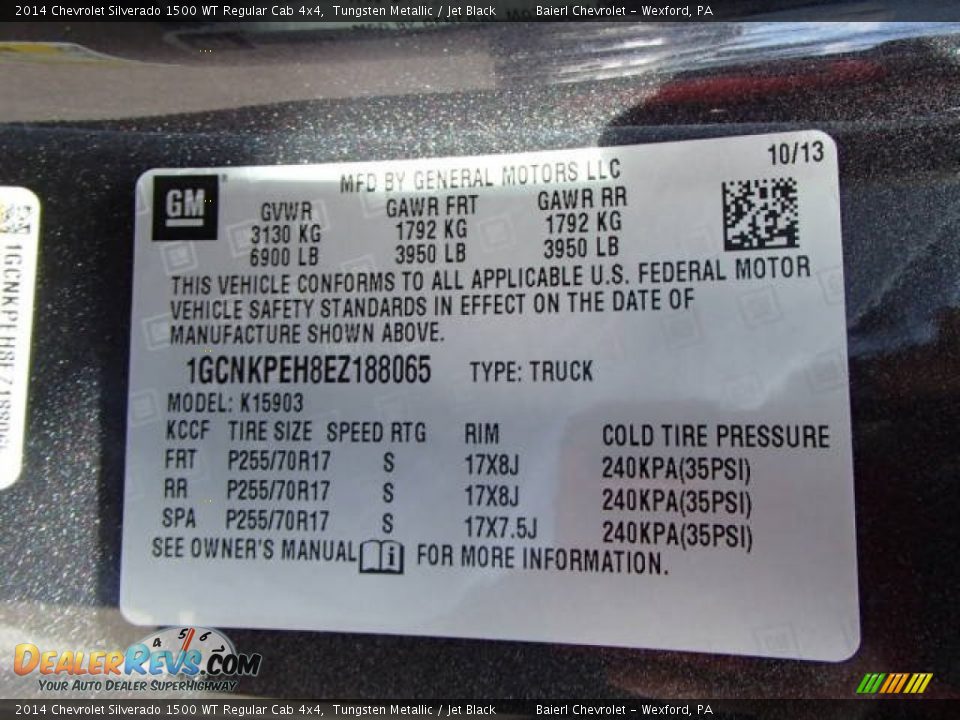 2014 Chevrolet Silverado 1500 WT Regular Cab 4x4, Tungsten Metallic / Jet Black Baierl Chevrolet - Wexford, PA
10/13
GM
MFD BY GENERAL MOTORS LLC
GVWR GAWR FRT GAWR RR
3130 KG 1792 KG 1792 KG
6900 LB 3950 LB 3950 LB
THIS VEHICLE CONFORMS TO ALL APPLICABLE U.S. FEDERAL MOTOR
VEHICLE SAFETY STANDARDS IN EFFECT ON THE DATE OF
MANUFACTURE SHOWN ABOVE.
1GCNKPEH8EZ188065 TYPE: TRUCK
MODEL: K15903
KCCF TIRE SIZE SPEED RTG RIM COLD TIRE PRESSURE
FRT P255/70R17 S 17X8J 240KPA(35PSI)
RR P255/70R17 S 17X8J 240KPA(35PSI)
SPA P255/70R17 S 17X7.5J 240KPA(35PSI)
SEE OWNER'S MANUAL i FOR MORE INFORMATION.
1GCNKPEH8EZ188065
4 5 6
DealerRevs.com
Your Auto Dealer SuperHighway
2014 Chevrolet Silverado 1500 WT Regular Cab 4x4, Tungsten Metallic / Jet Black Baierl Chevrolet - Wexford, PA